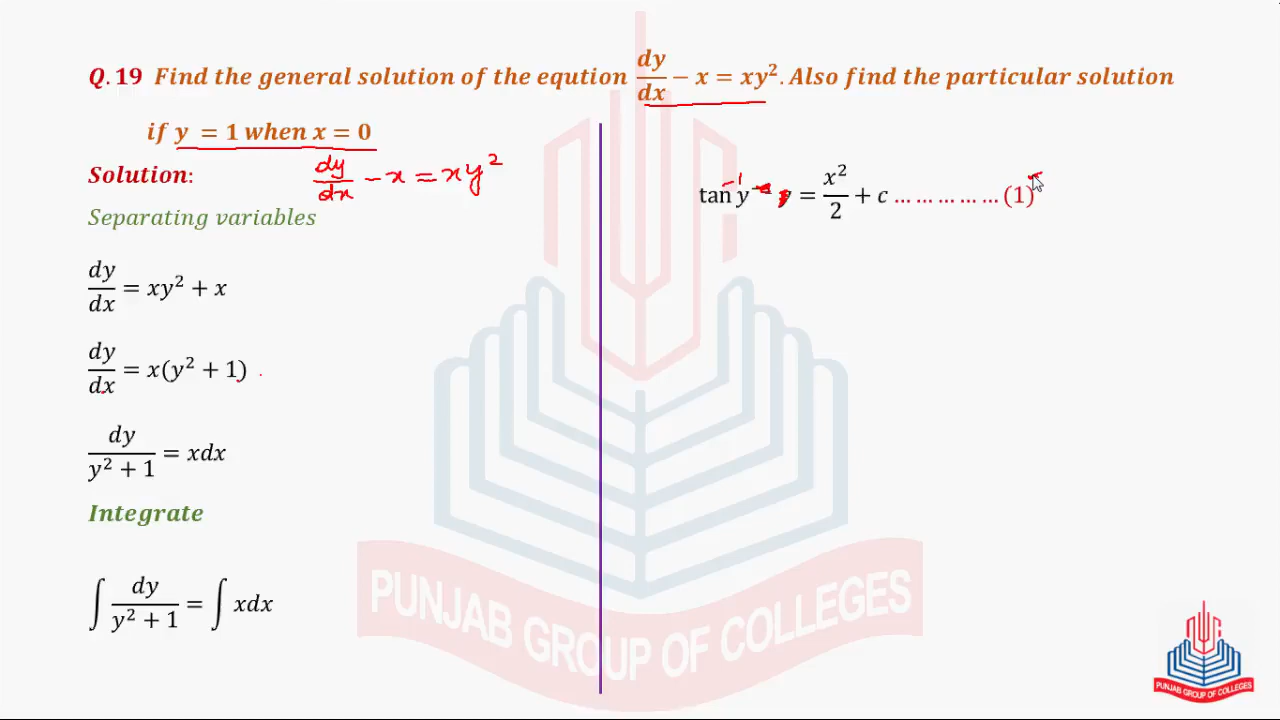 Q. 19 Find the general solution of the eqution dy/dx − x = xy². Also find the particular solution
if y = 1 when x = 0
Solution:
dy/dx − x = xy²
Separating variables
dy/dx = xy² + x
dy/dx = x(y² + 1)
dy/(y² + 1) = xdx
Integrate
∫ dy/(y² + 1) = ∫ xdx
tan⁻¹ y = x²/2 + c … … … … … (1)
PUNJAB GROUP OF COLLEGES
PUNJAB GROUP OF COLLEGES